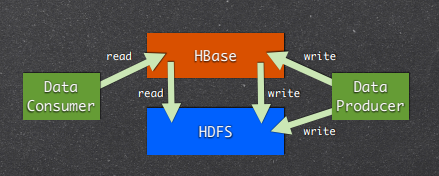 read
HBase
write
Data
Consumer
read
write
Data
Producer
HDFS
write